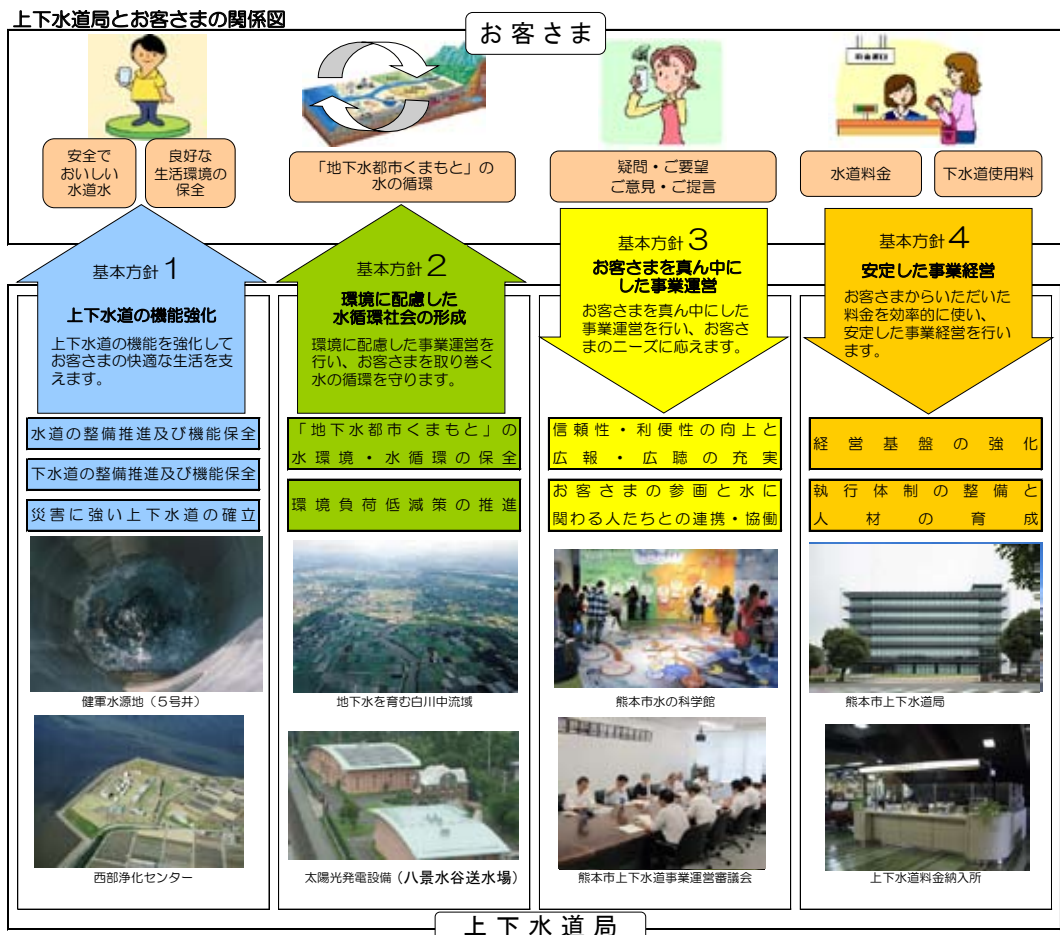 上下水道局とお客さまの関係図
お客さま
安全で
おいしい
水道水
良好な
生活環境の
保全
「地下水都市くまもと」の
水の循環
疑問・ご要望
ご意見・ご提言
水道料金
下水道使用料
基本方針1
上下水道の機能強化
上下水道の機能を強化して
お客さまの快適な生活を支
えます。
基本方針2
環境に配慮した
水循環社会の形成
環境に配慮した事業運営を
行い、お客さまを取り巻く
水の循環を守ります。
基本方針3
お客さまを真ん中に
した事業運営
お客さまを真ん中にした
事業運営を行い、お客さ
まのニーズに応えます。
基本方針4
安定した事業経営
お客さまからいただいた
料金を効率的に使い、
安定した事業経営を行い
ます。
水道の整備推進及び機能保全
下水道の整備推進及び機能保全
災害に強い上下水道の確立
「地下水都市くまもと」の
水環境・水循環の保全
環境負荷低減策の推進
信頼性・利便性の向上と
広報・広聴の充実
お客さまの参画と水に
関わる人たちとの連携・協働
経営基盤の強化
執行体制の整備と
人材の育成
健軍水源地（5号井）
西部浄化センター
地下水を育む白川中流域
太陽光発電設備（八景水谷送水場）
熊本市水の科学館
熊本市上下水道事業運営審議会
熊本市上下水道局
上下水道料金納入所
上下水道局